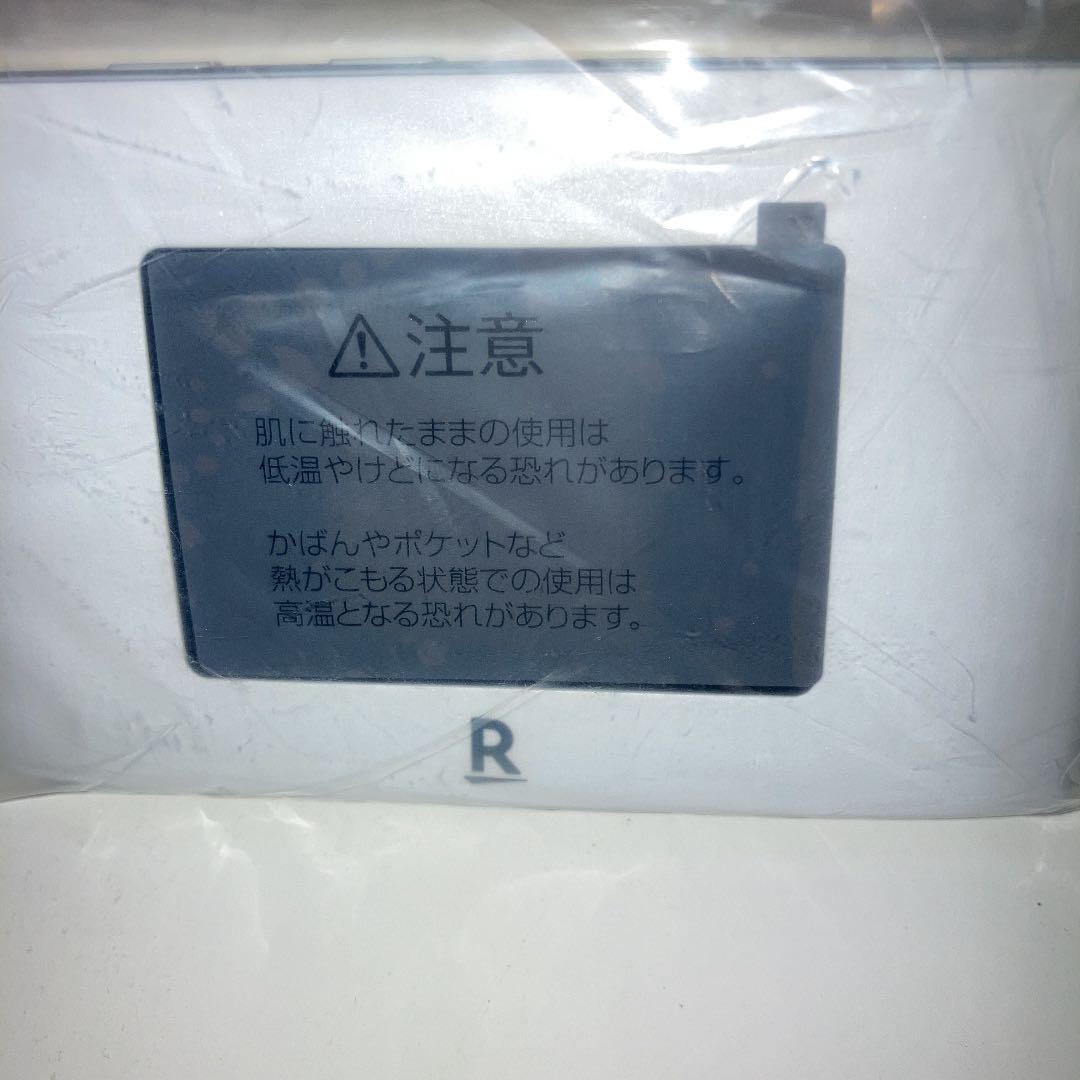 注意
肌に触れたままの使用は
低温やけどになる恐れがあります。
かばんやポケットなど
熱がこもる状態での使用は
高温となる恐れがあります。
R